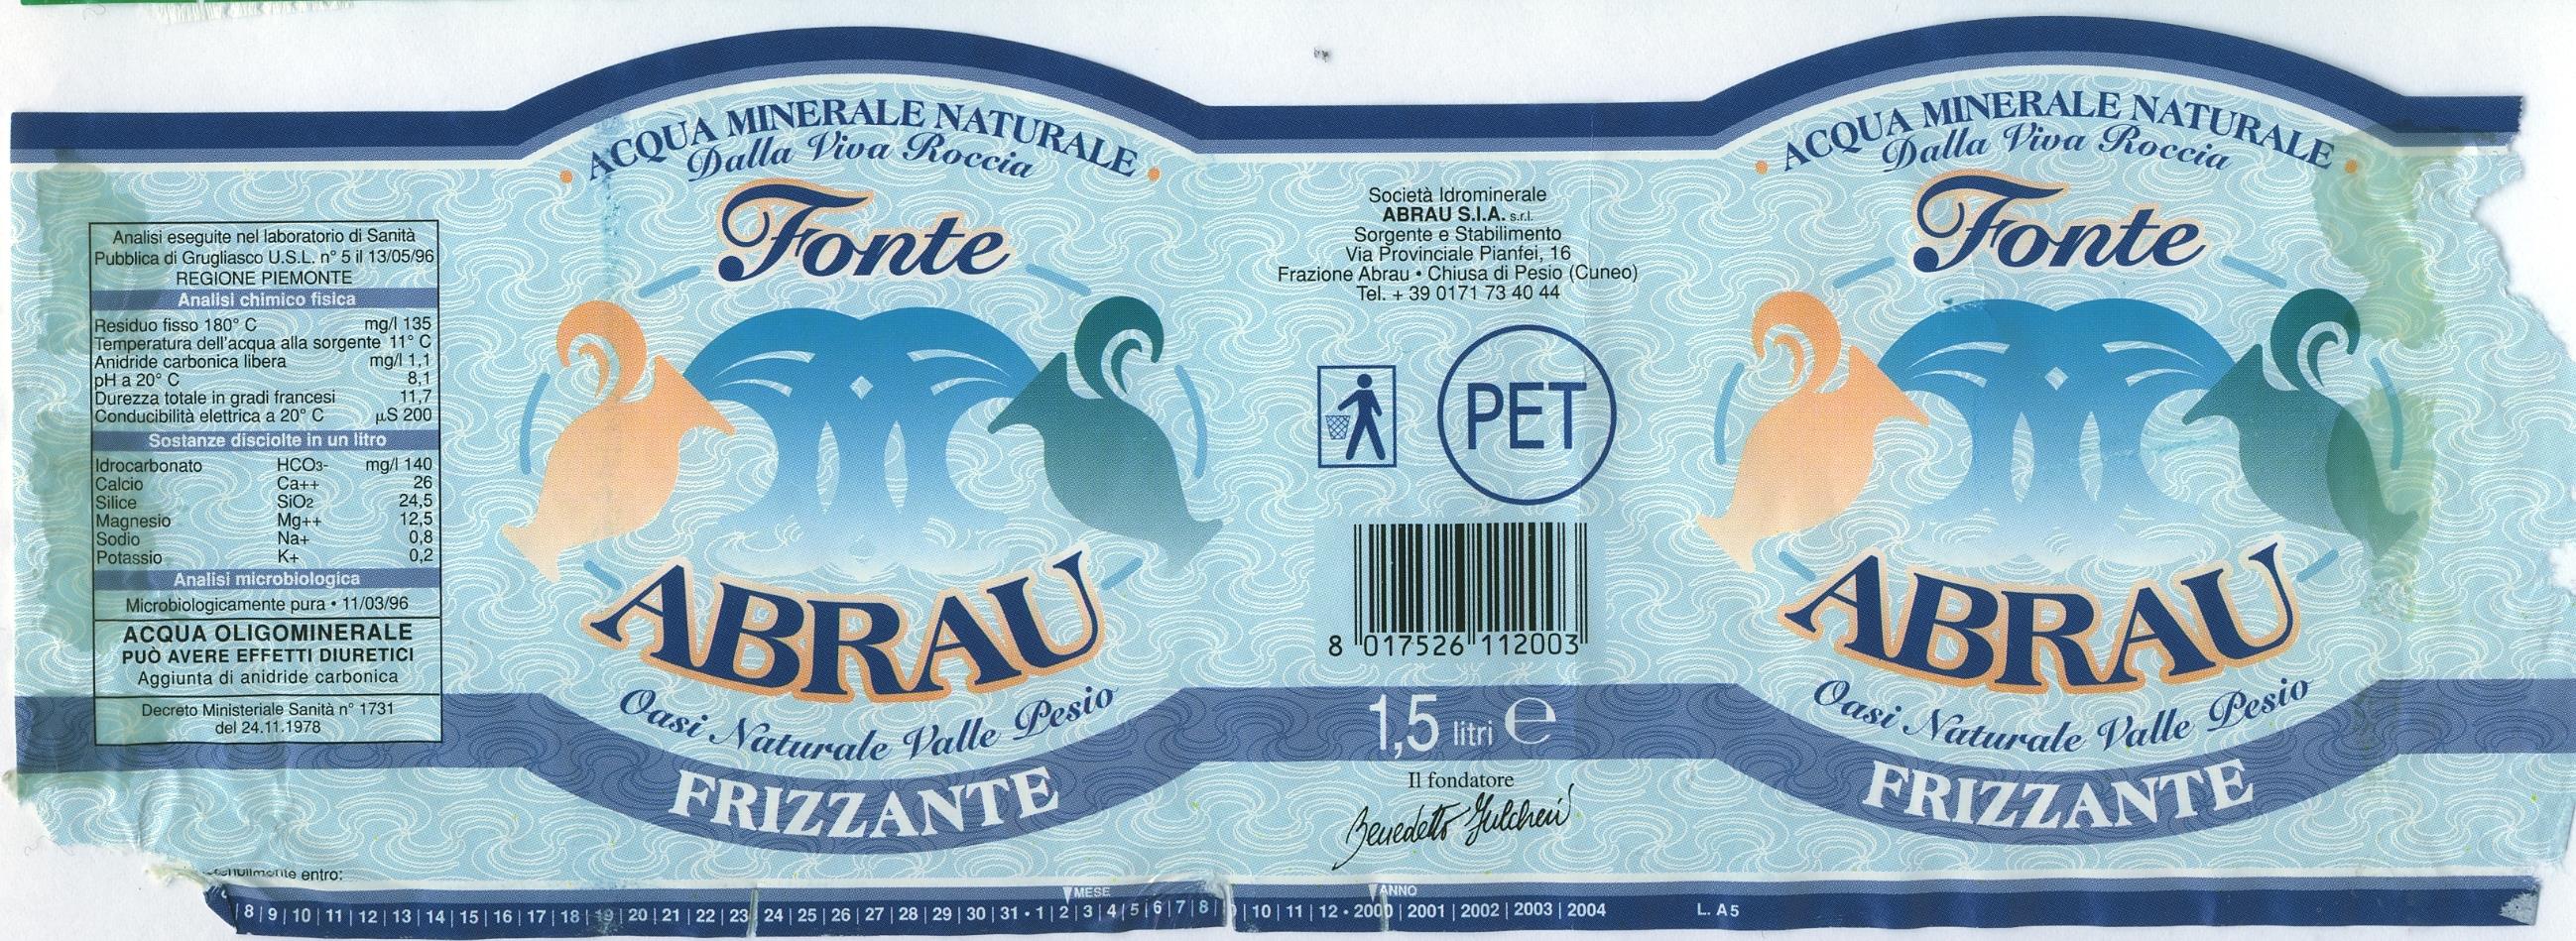 Analisi eseguite nel laboratorio di Sanità
Pubblica di Grugliasco U.S.L. n° 5 il 13/05/96
REGIONE PIEMONTE
Analisi chimico fisica
Residuo fisso 180° C mg/l 135
Temperatura dell'acqua alla sorgente 11° C
Anidride carbonica libera mg/l 1,1
pH a 20° C 8,1
Durezza totale in gradi francesi 11,7
Conducibilità elettrica a 20° C µS 200
Sostanze disciolte in un litro
Idrocarbonato HCO3- mg/l 140
Calcio Ca++ 26
Silice SiO2 24,5
Magnesio Mg++ 12,5
Sodio Na+ 0,8
Potassio K+ 0,2
Analisi microbiologica
Microbiologicamente pura • 11/03/96
ACQUA OLIGOMINERALE
PUÒ AVERE EFFETTI DIURETICI
Aggiunta di anidride carbonica
Decreto Ministeriale Sanità n° 1731
del 24.11.1978
• ACQUA MINERALE NATURALE •
Dalla Viva Roccia
Fonte
ABRAU
Oasi Naturale Valle Pesio
FRIZZANTE
Società Idrominerale
ABRAU S.I.A. s.r.l.
Sorgente e Stabilimento
Via Provinciale Pianfei, 16
Frazione Abrau • Chiusa di Pesio (Cuneo)
Tel. + 39 0171 73 40 44
PET
8 017526 112003
1,5 litri e
Il fondatore
Benedetto
• ACQUA MINERALE NATURALE •
Dalla Viva Roccia
Fonte
ABRAU
Oasi Naturale Valle Pesio
FRIZZANTE
entro:
MESE ANNO
8 | 9 | 10 | 11 | 12 | 13 | 14 | 15 | 16 | 17 | 18 | 19 | 20 | 21 | 22 | 23 | 24 | 25 | 26 | 27 | 28 | 29 | 30 | 31 • 1 | 2 | 3 | 4 | 5 | 6 | 7 | 8 | | 10 | 11 | 12 • 2000 | 2001 | 2002 | 2003 | 2004 L. A5